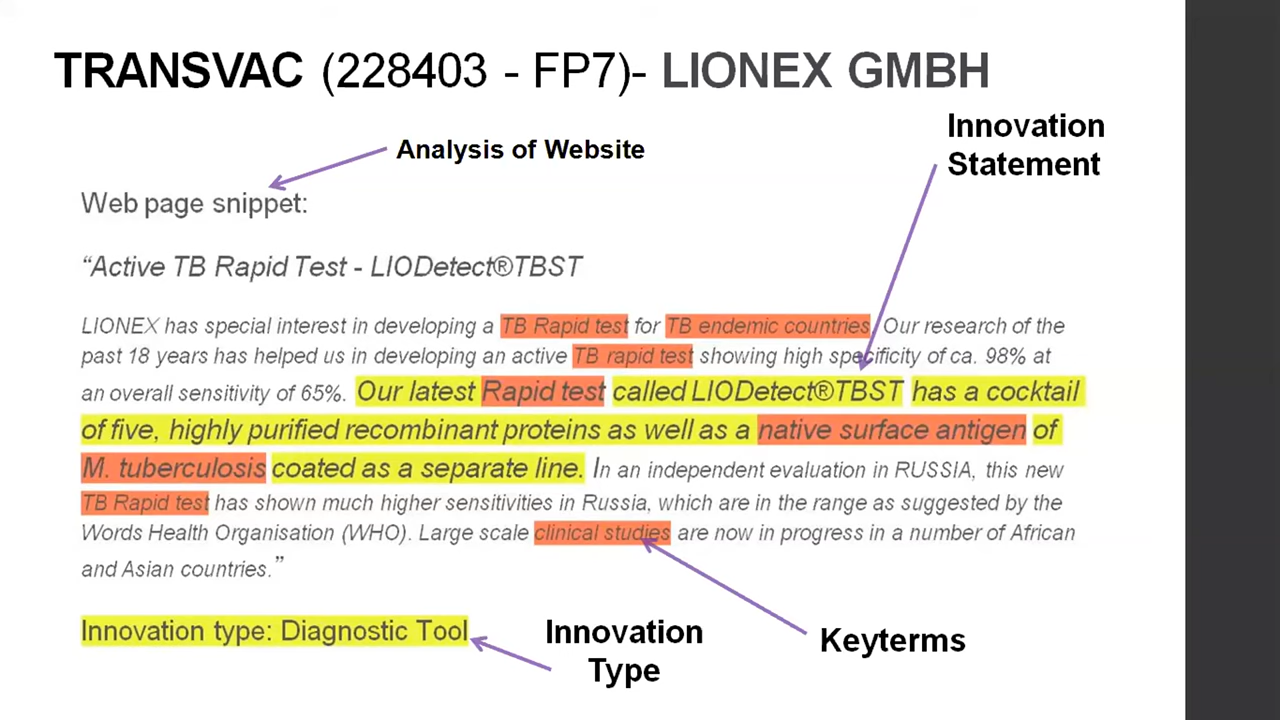 TRANSVAC (228403 - FP7)- LIONEX GMBH
Innovation
Statement
Analysis of Website
Web page snippet:
“Active TB Rapid Test - LIODetect®TBST
LIONEX has special interest in developing a TB Rapid test for TB endemic countries. Our research of the
past 18 years has helped us in developing an active TB rapid test showing high specificity of ca. 98% at
an overall sensitivity of 65%. Our latest Rapid test called LIODetect®TBST has a cocktail
of five, highly purified recombinant proteins as well as a native surface antigen of
M. tuberculosis coated as a separate line. In an independent evaluation in RUSSIA, this new
TB Rapid test has shown much higher sensitivities in Russia, which are in the range as suggested by the
Words Health Organisation (WHO). Large scale clinical studies are now in progress in a number of African
and Asian countries.”
Innovation type: Diagnostic Tool
Innovation
Type
Keyterms